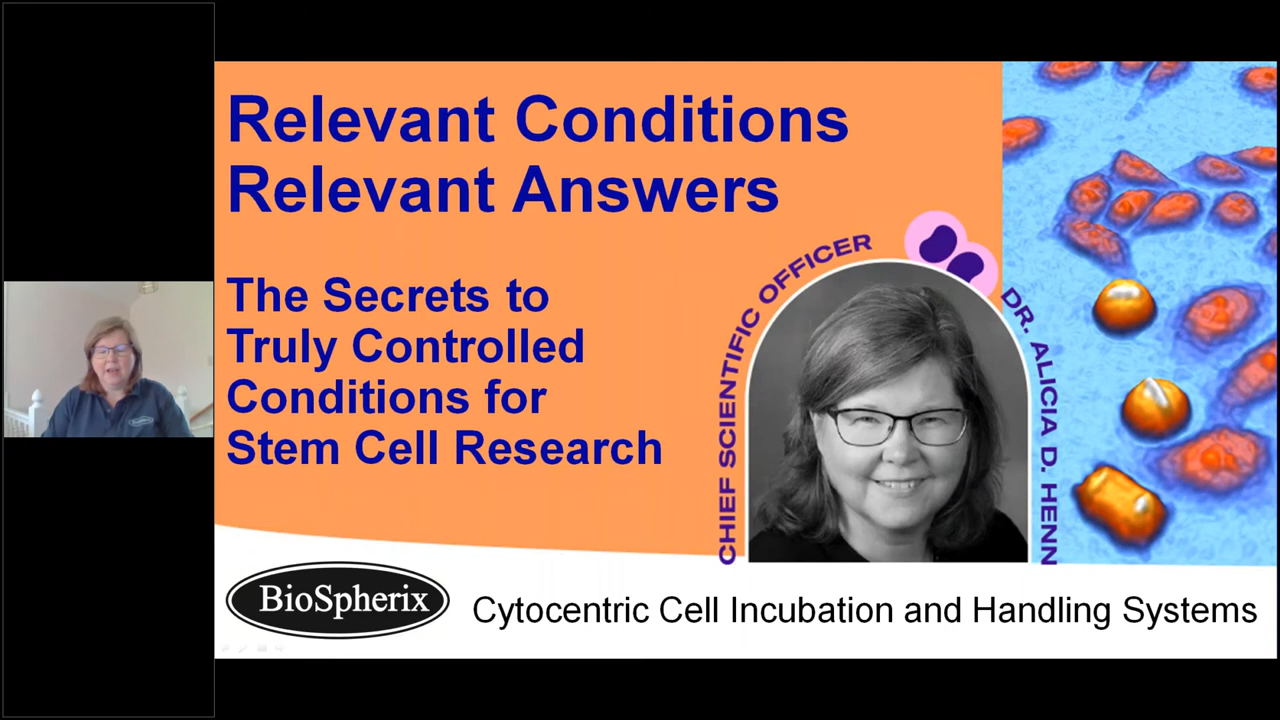 Relevant Conditions
Relevant Answers
The Secrets to
Truly Controlled
Conditions for
Stem Cell Research
CHIEF SCIENTIFIC OFFICER
DR. ALICIA D. HENN
BioSpherix
Cytocentric Cell Incubation and Handling Systems